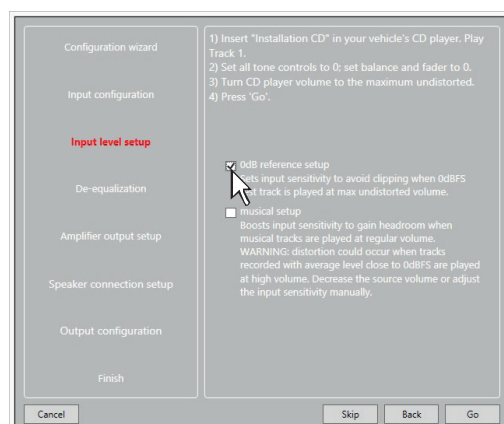 Configuration wizard
Input configuration
Input level setup
De-equalization
Amplifier output setup
Speaker connection setup
Output configuration
Finish
1) Insert "Installation CD" in your vehicle's CD player. Play
Track 1.
2) Set all tone controls to 0; set balance and fader to 0.
3) Turn CD player volume to the maximum undistorted.
4) Press 'Go'.
0dB reference setup
input sensitivity to avoid clipping when 0dBFS
track is played at max undistorted volume.
musical setup
Boosts input sensitivity to gain headroom when
musical tracks are played at regular volume.
WARNING: distortion could occur when tracks
recorded with average level close to 0dBFS are played
at high volume. Decrease the source volume or adjust
the input sensitivity manually.
Cancel
Skip
Back
Go